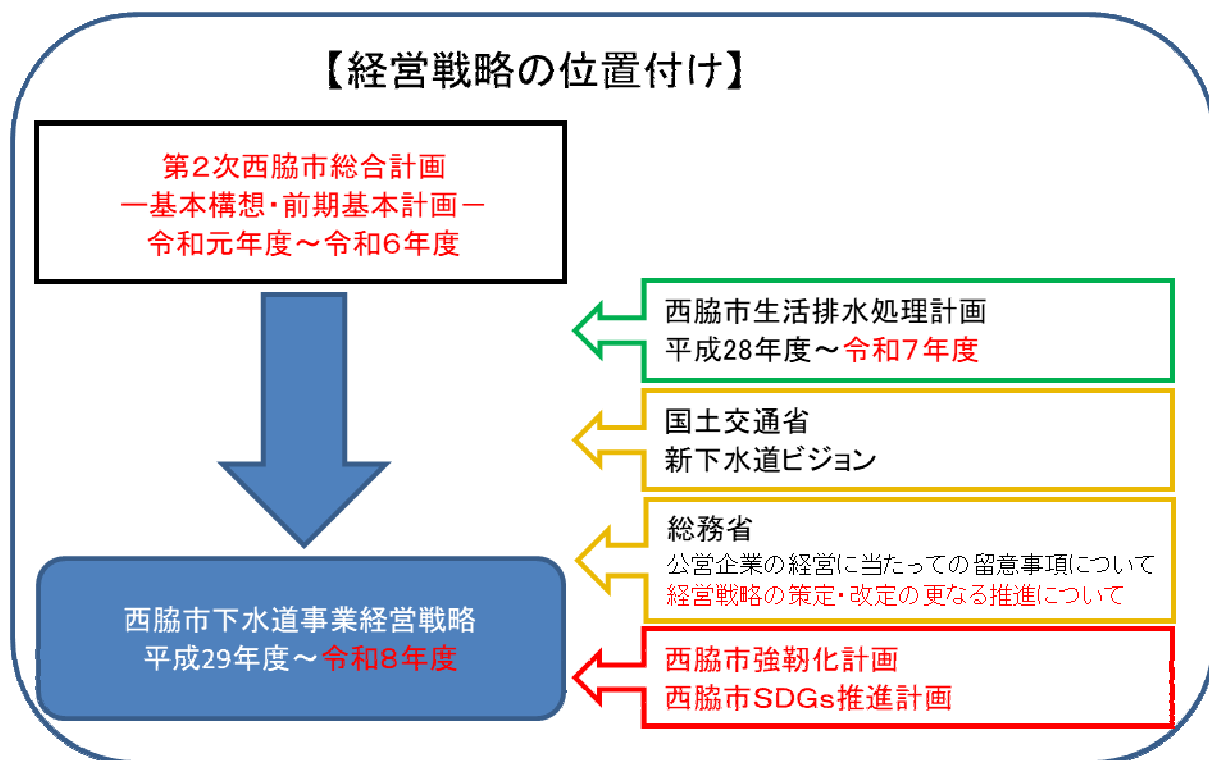 【経営戦略の位置付け】
第２次西脇市総合計画
－基本構想・前期基本計画－
令和元年度～令和６年度
西脇市生活排水処理計画
平成28年度～令和７年度
国土交通省
新下水道ビジョン
総務省
公営企業の経営に当たっての留意事項について
経営戦略の策定・改定の更なる推進について
西脇市下水道事業経営戦略
平成29年度～令和８年度
西脇市強靭化計画
西脇市SDGs推進計画